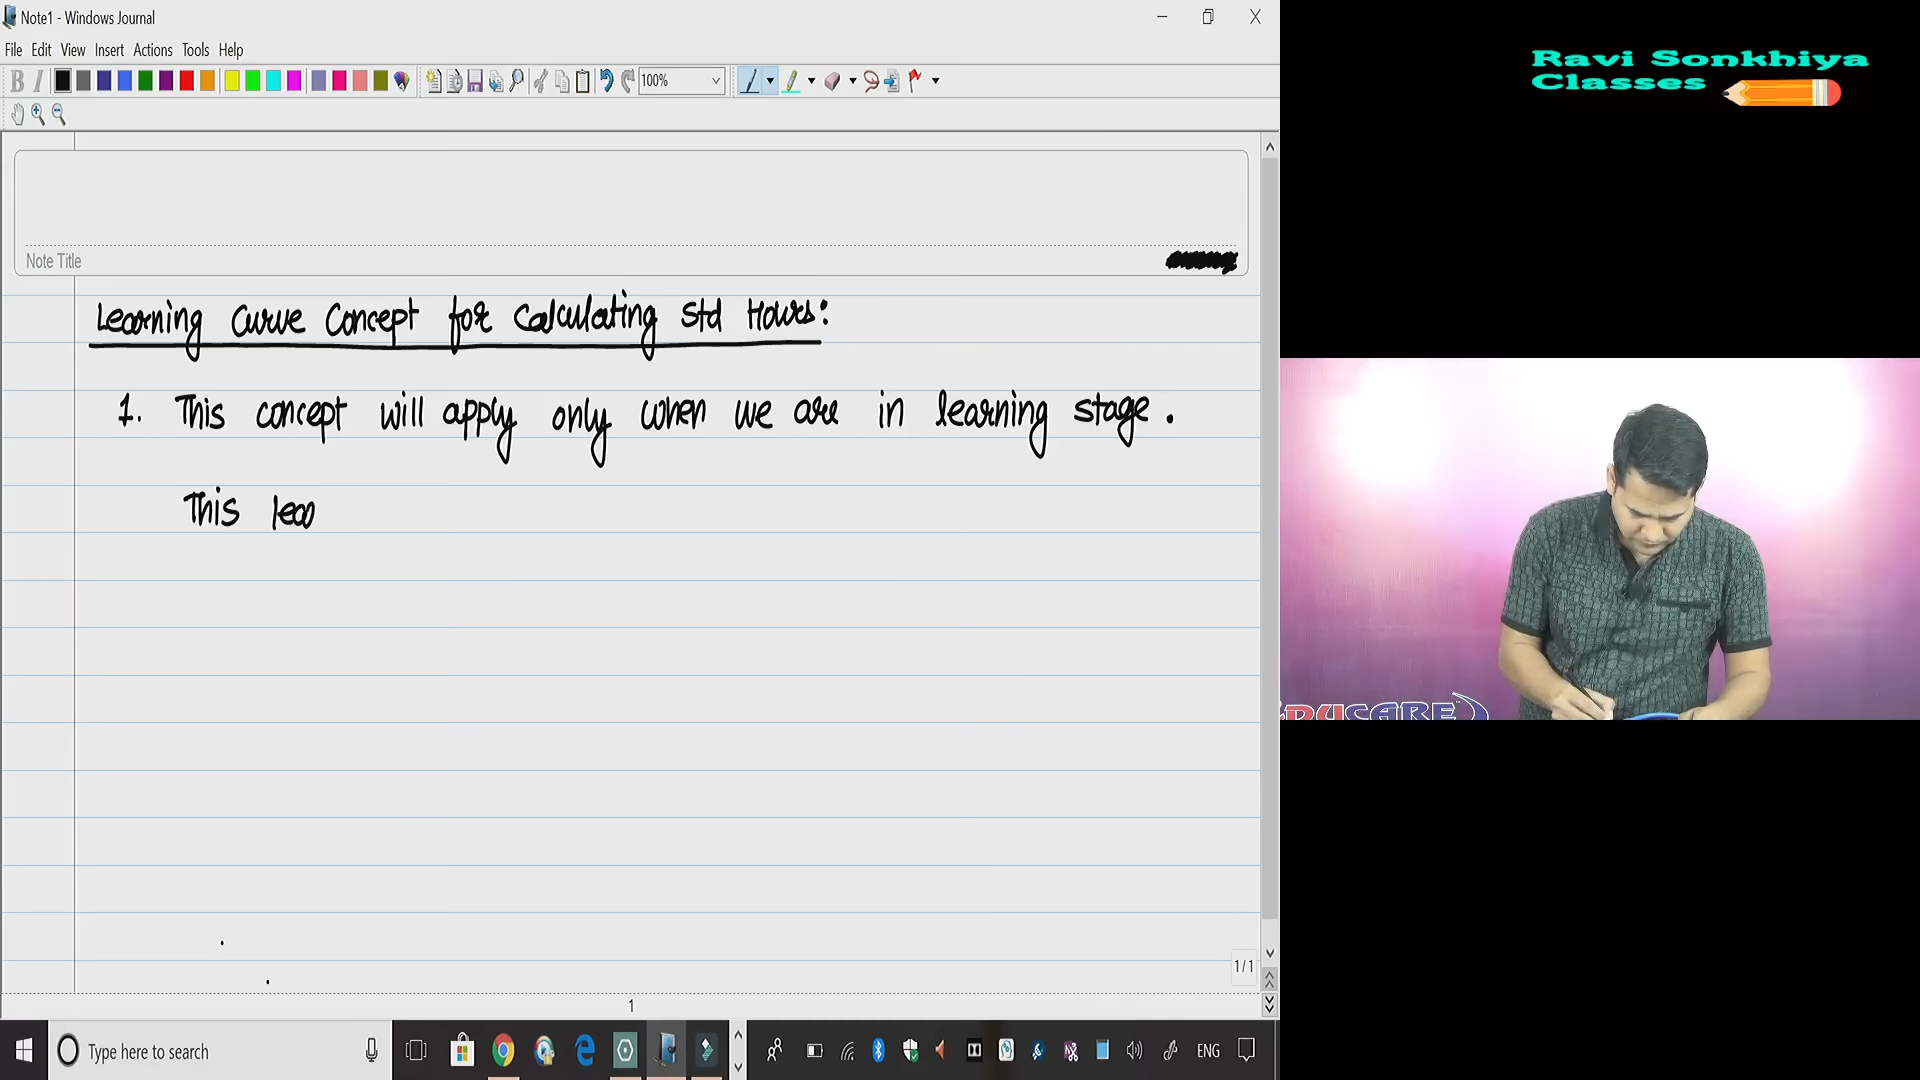 Note1 - Windows Journal
File Edit View Insert Actions Tools Help
B I 100%
Ravi Sonkhiya
Classes
Note Title
Learning Curve Concept for Calculating Std Hours:
1. This concept will apply only when we are in learning stage.
This lea
EDUCARE
1/1
1
Type here to search
ENG